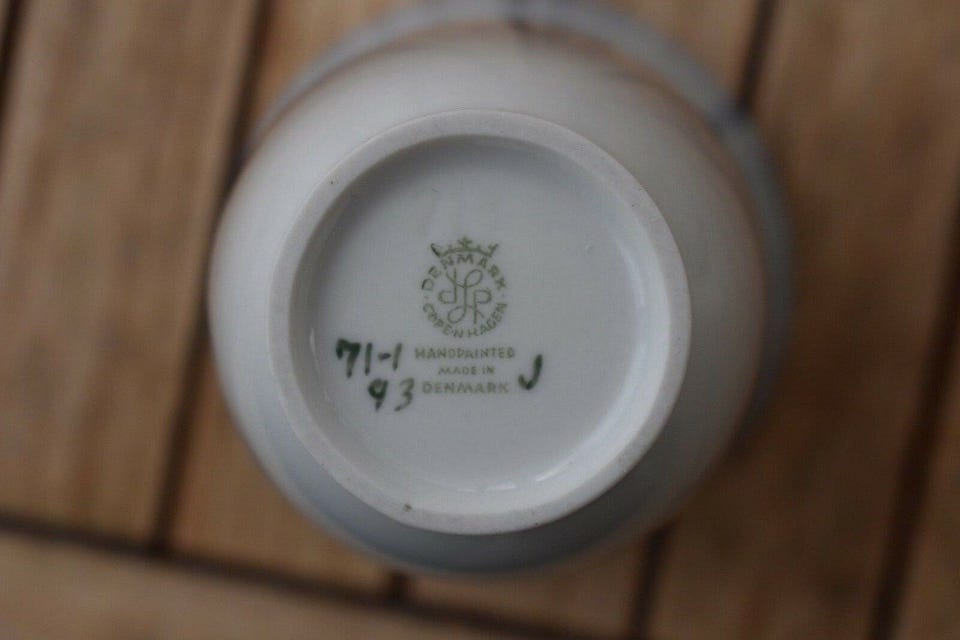 DENMARK
COPENHAGEN
71-1 HANDPAINTED
MADE IN
93 DENMARK J